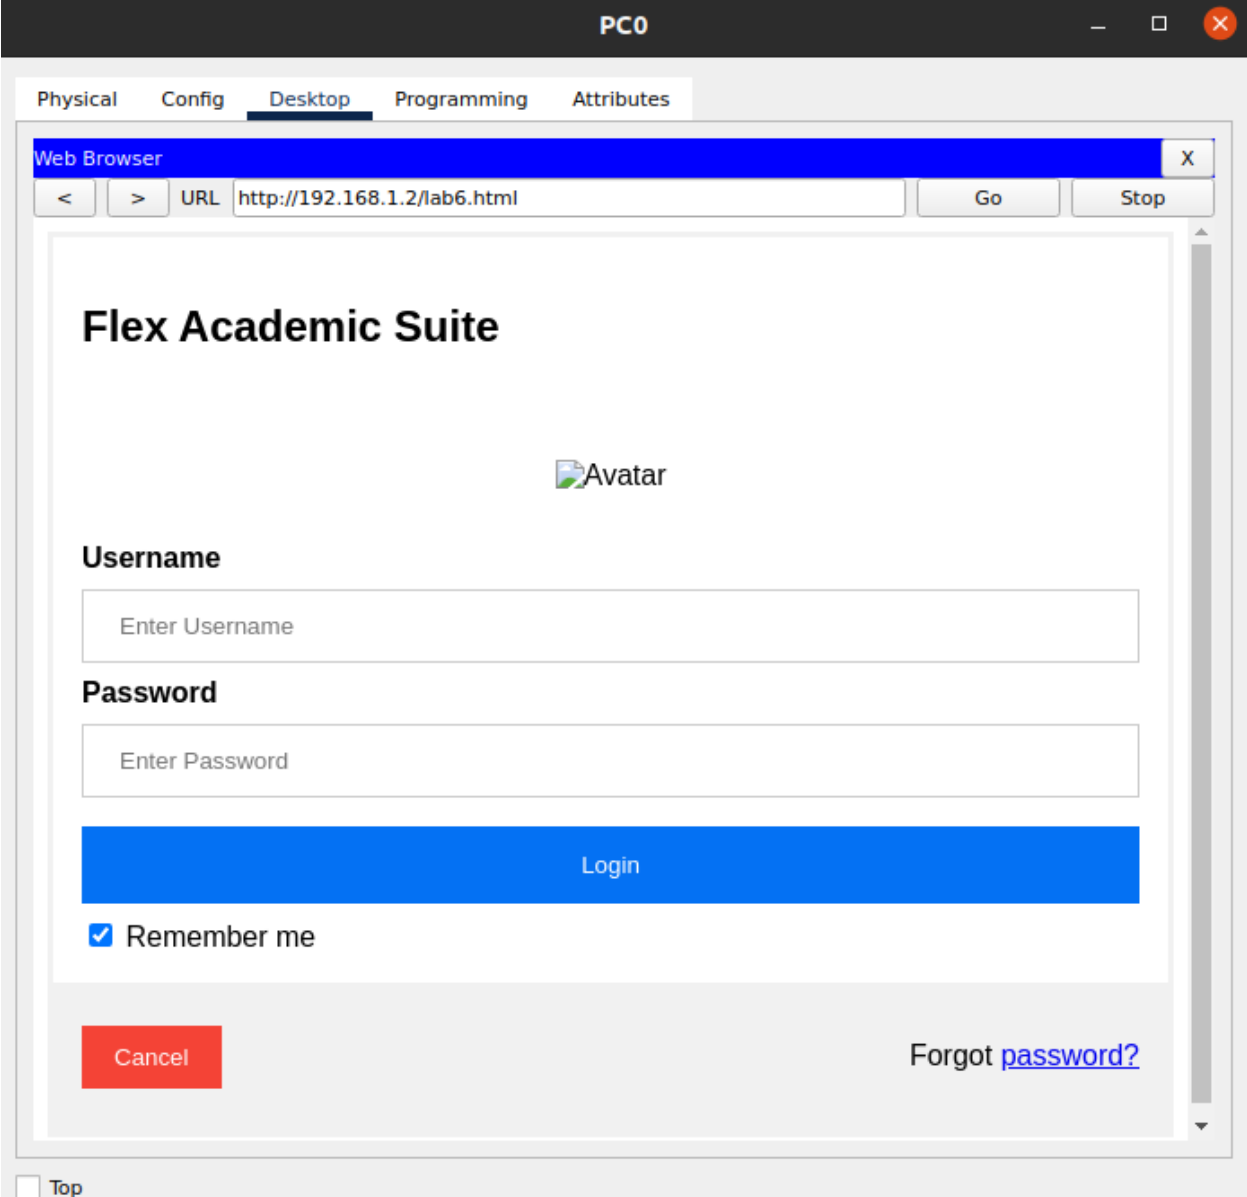 PC0
Physical Config Desktop Programming Attributes
Web Browser X
< > URL http://192.168.1.2/lab6.html Go Stop
Flex Academic Suite
Avatar
Username
Enter Username
Password
Enter Password
Login
Remember me
Cancel Forgot password?
Top